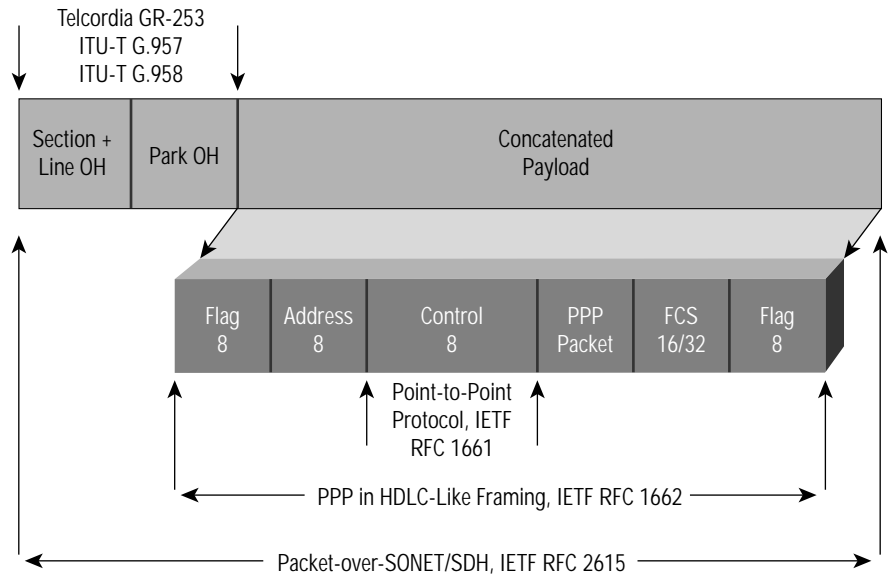 Telcordia GR-253
ITU-T G.957
ITU-T G.958
Section +
Line OH
Park OH
Concatenated
Payload
Flag
8
Address
8
Control
8
PPP
Packet
FCS
16/32
Flag
8
Point-to-Point
Protocol, IETF
RFC 1661
PPP in HDLC-Like Framing, IETF RFC 1662
Packet-over-SONET/SDH, IETF RFC 2615